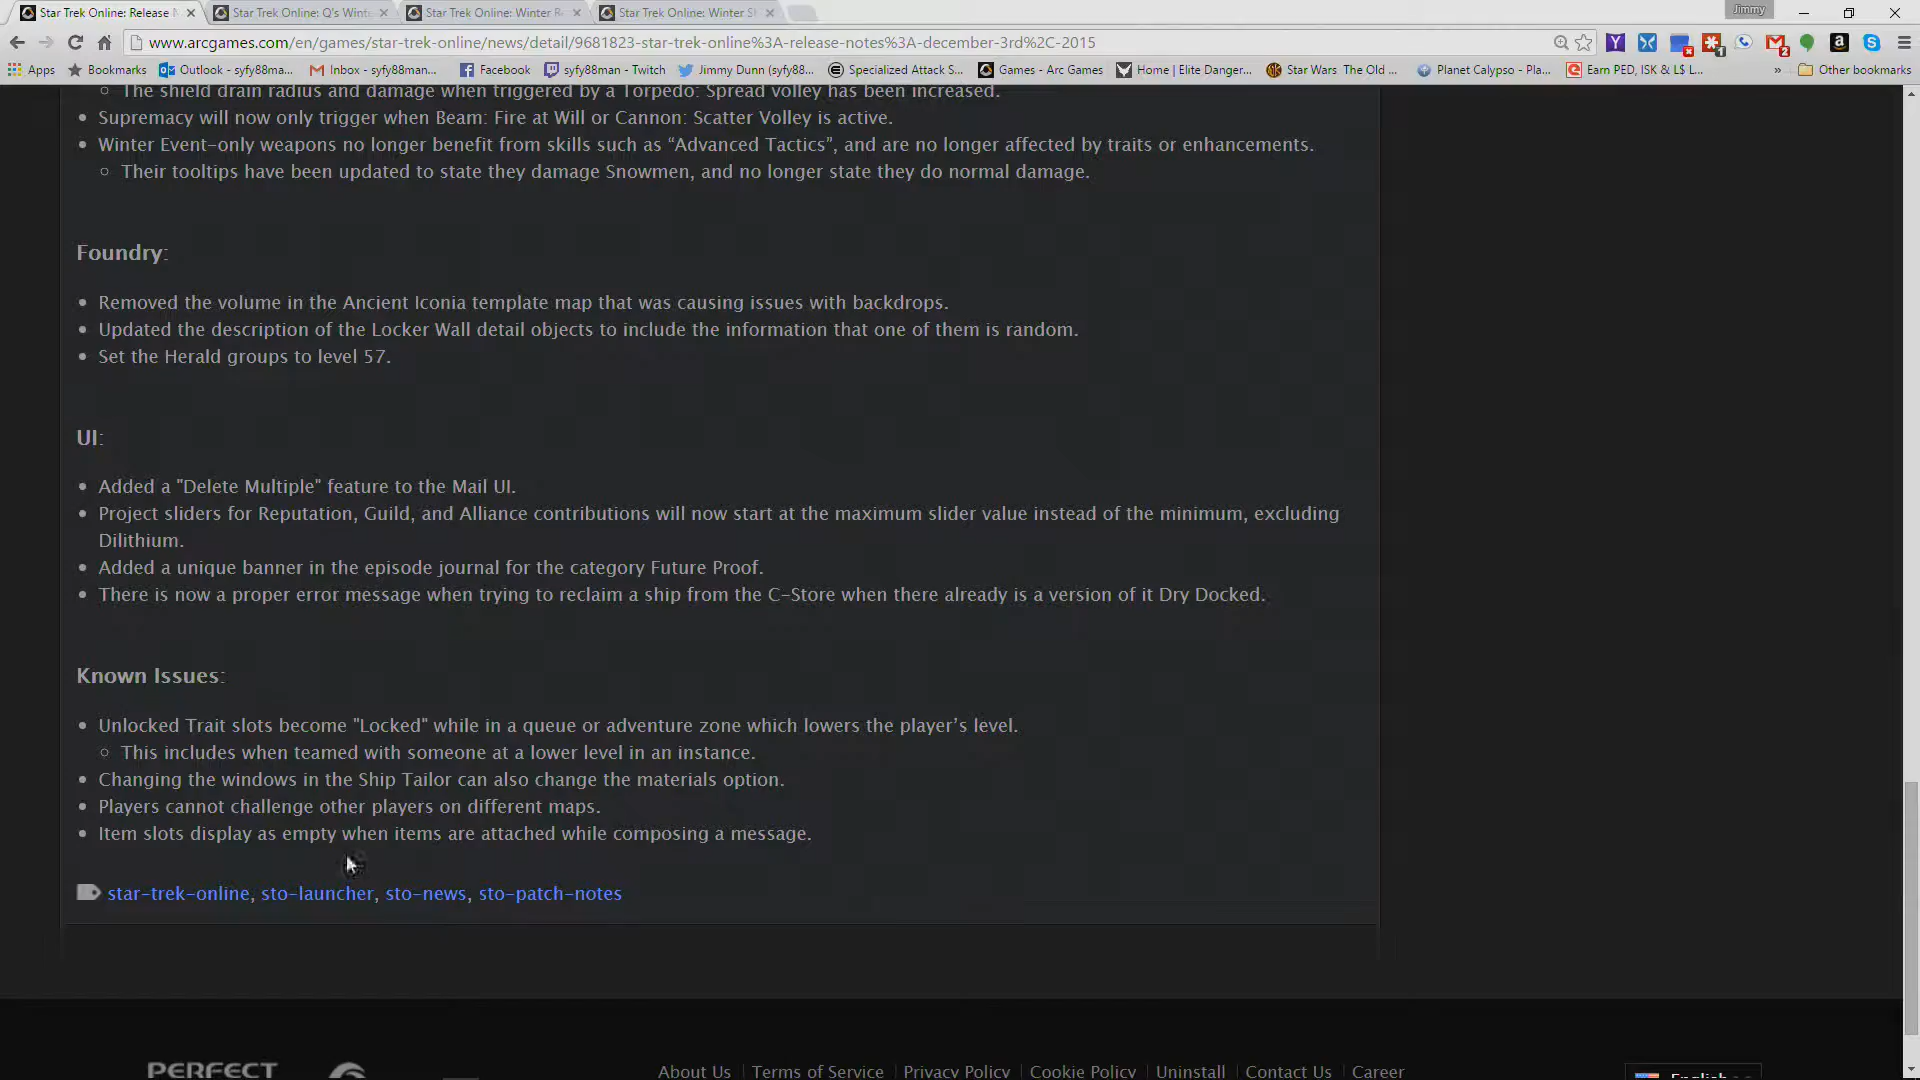 Star Trek Online: Release N
Star Trek Online: Q's Winte
Star Trek Online: Winter R
Star Trek Online: Winter S
Jimmy
www.arcgames.com/en/games/star-trek-online/news/detail/9681823-star-trek-online%3A-release-notes%3A-december-3rd%2C-2015
Apps Bookmarks Outlook - syfy88ma... Inbox - syfy88man... Facebook syfy88man - Twitch Jimmy Dunn (syfy88... Specialized Attack S... Games - Arc Games Home | Elite Danger... Star Wars The Old ... Planet Calypso - Pla... Earn PED, ISK & L$ L... » Other bookmarks
The shield drain radius and damage when triggered by a Torpedo: Spread volley has been increased.
Supremacy will now only trigger when Beam: Fire at Will or Cannon: Scatter Volley is active.
Winter Event-only weapons no longer benefit from skills such as “Advanced Tactics”, and are no longer affected by traits or enhancements.
Their tooltips have been updated to state they damage Snowmen, and no longer state they do normal damage.
Foundry:
Removed the volume in the Ancient Iconia template map that was causing issues with backdrops.
Updated the description of the Locker Wall detail objects to include the information that one of them is random.
Set the Herald groups to level 57.
UI:
Added a "Delete Multiple" feature to the Mail UI.
Project sliders for Reputation, Guild, and Alliance contributions will now start at the maximum slider value instead of the minimum, excluding
Dilithium.
Added a unique banner in the episode journal for the category Future Proof.
There is now a proper error message when trying to reclaim a ship from the C-Store when there already is a version of it Dry Docked.
Known Issues:
Unlocked Trait slots become "Locked" while in a queue or adventure zone which lowers the player’s level.
This includes when teamed with someone at a lower level in an instance.
Changing the windows in the Ship Tailor can also change the materials option.
Players cannot challenge other players on different maps.
Item slots display as empty when items are attached while composing a message.
star-trek-online, sto-launcher, sto-news, sto-patch-notes
PERFECT
About Us Terms of Service Privacy Policy Cookie Policy Uninstall Contact Us Career
English